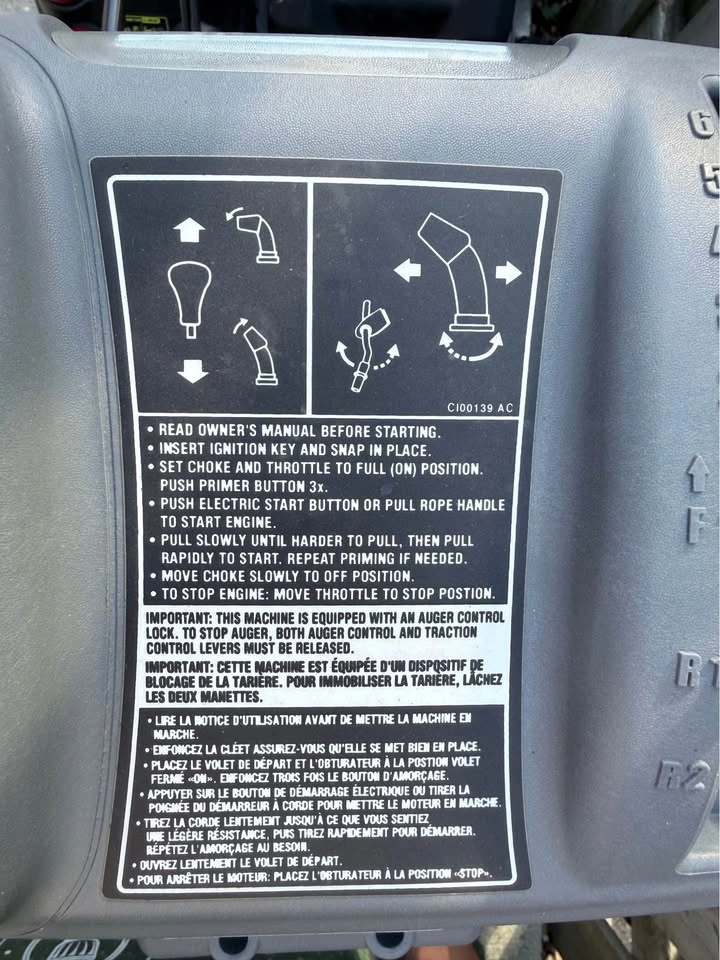 CI00139 AC
• READ OWNER'S MANUAL BEFORE STARTING.
• INSERT IGNITION KEY AND SNAP IN PLACE.
• SET CHOKE AND THROTTLE TO FULL (ON) POSITION.
PUSH PRIMER BUTTON 3x.
• PUSH ELECTRIC START BUTTON OR PULL ROPE HANDLE
TO START ENGINE.
• PULL SLOWLY UNTIL HARDER TO PULL, THEN PULL
RAPIDLY TO START. REPEAT PRIMING IF NEEDED.
• MOVE CHOKE SLOWLY TO OFF POSITION.
• TO STOP ENGINE: MOVE THROTTLE TO STOP POSTION.
IMPORTANT: THIS MACHINE IS EQUIPPED WITH AN AUGER CONTROL
LOCK. TO STOP AUGER, BOTH AUGER CONTROL AND TRACTION
CONTROL LEVERS MUST BE RELEASED.
IMPORTANT: CETTE MACHINE EST ÉQUIPÉE D'UN DISPOSITIF DE
BLOCAGE DE LA TARIÈRE. POUR IMMOBILISER LA TARIÈRE, LÂCHEZ
LES DEUX MANETTES.
• LIRE LA NOTICE D'UTILISATION AVANT DE METTRE LA MACHINE EN
MARCHE.
• ENFONCEZ LA CLÉET ASSUREZ-VOUS QU'ELLE SE MET BIEN EN PLACE.
• PLACEZ LE VOLET DE DÉPART ET L'OBTURATEUR À LA POSTION VOLET
FERMÉ «ON». ENFONCEZ TROIS FOIS LE BOUTON D'AMORÇAGE.
• APPUYER SUR LE BOUTON DE DÉMARRAGE ÉLECTRIQUE OU TIRER LA
POIGNÉE DU DÉMARREUR À CORDE POUR METTRE LE MOTEUR EN MARCHE.
• TIREZ LA CORDE LENTEMENT JUSQU'À CE QUE VOUS SENTIEZ
UNE LÉGÈRE RÉSISTANCE, PUIS TIREZ RAPIDEMENT POUR DÉMARRER.
RÉPÉTEZ L'AMORÇAGE AU BESOIN.
• OUVREZ LENTEMENT LE VOLET DE DÉPART.
• POUR ARRÊTER LE MOTEUR: PLACEZ L'OBTURATEUR À LA POSITION «STOP».
6
5
F
R1
R2